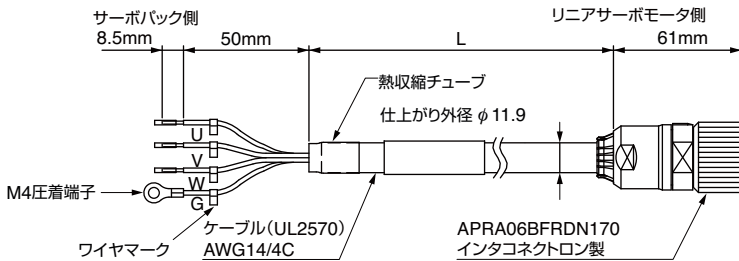 サーボパック側
リニアサーボモータ側
8.5mm
50mm
L
61mm
熱収縮チューブ
仕上がり外径 φ11.9
U
V
W
G
M4圧着端子
ワイヤマーク
ケーブル(UL2570)
AWG14/4C
APRA06BFRDN170
インタコネクトロン製